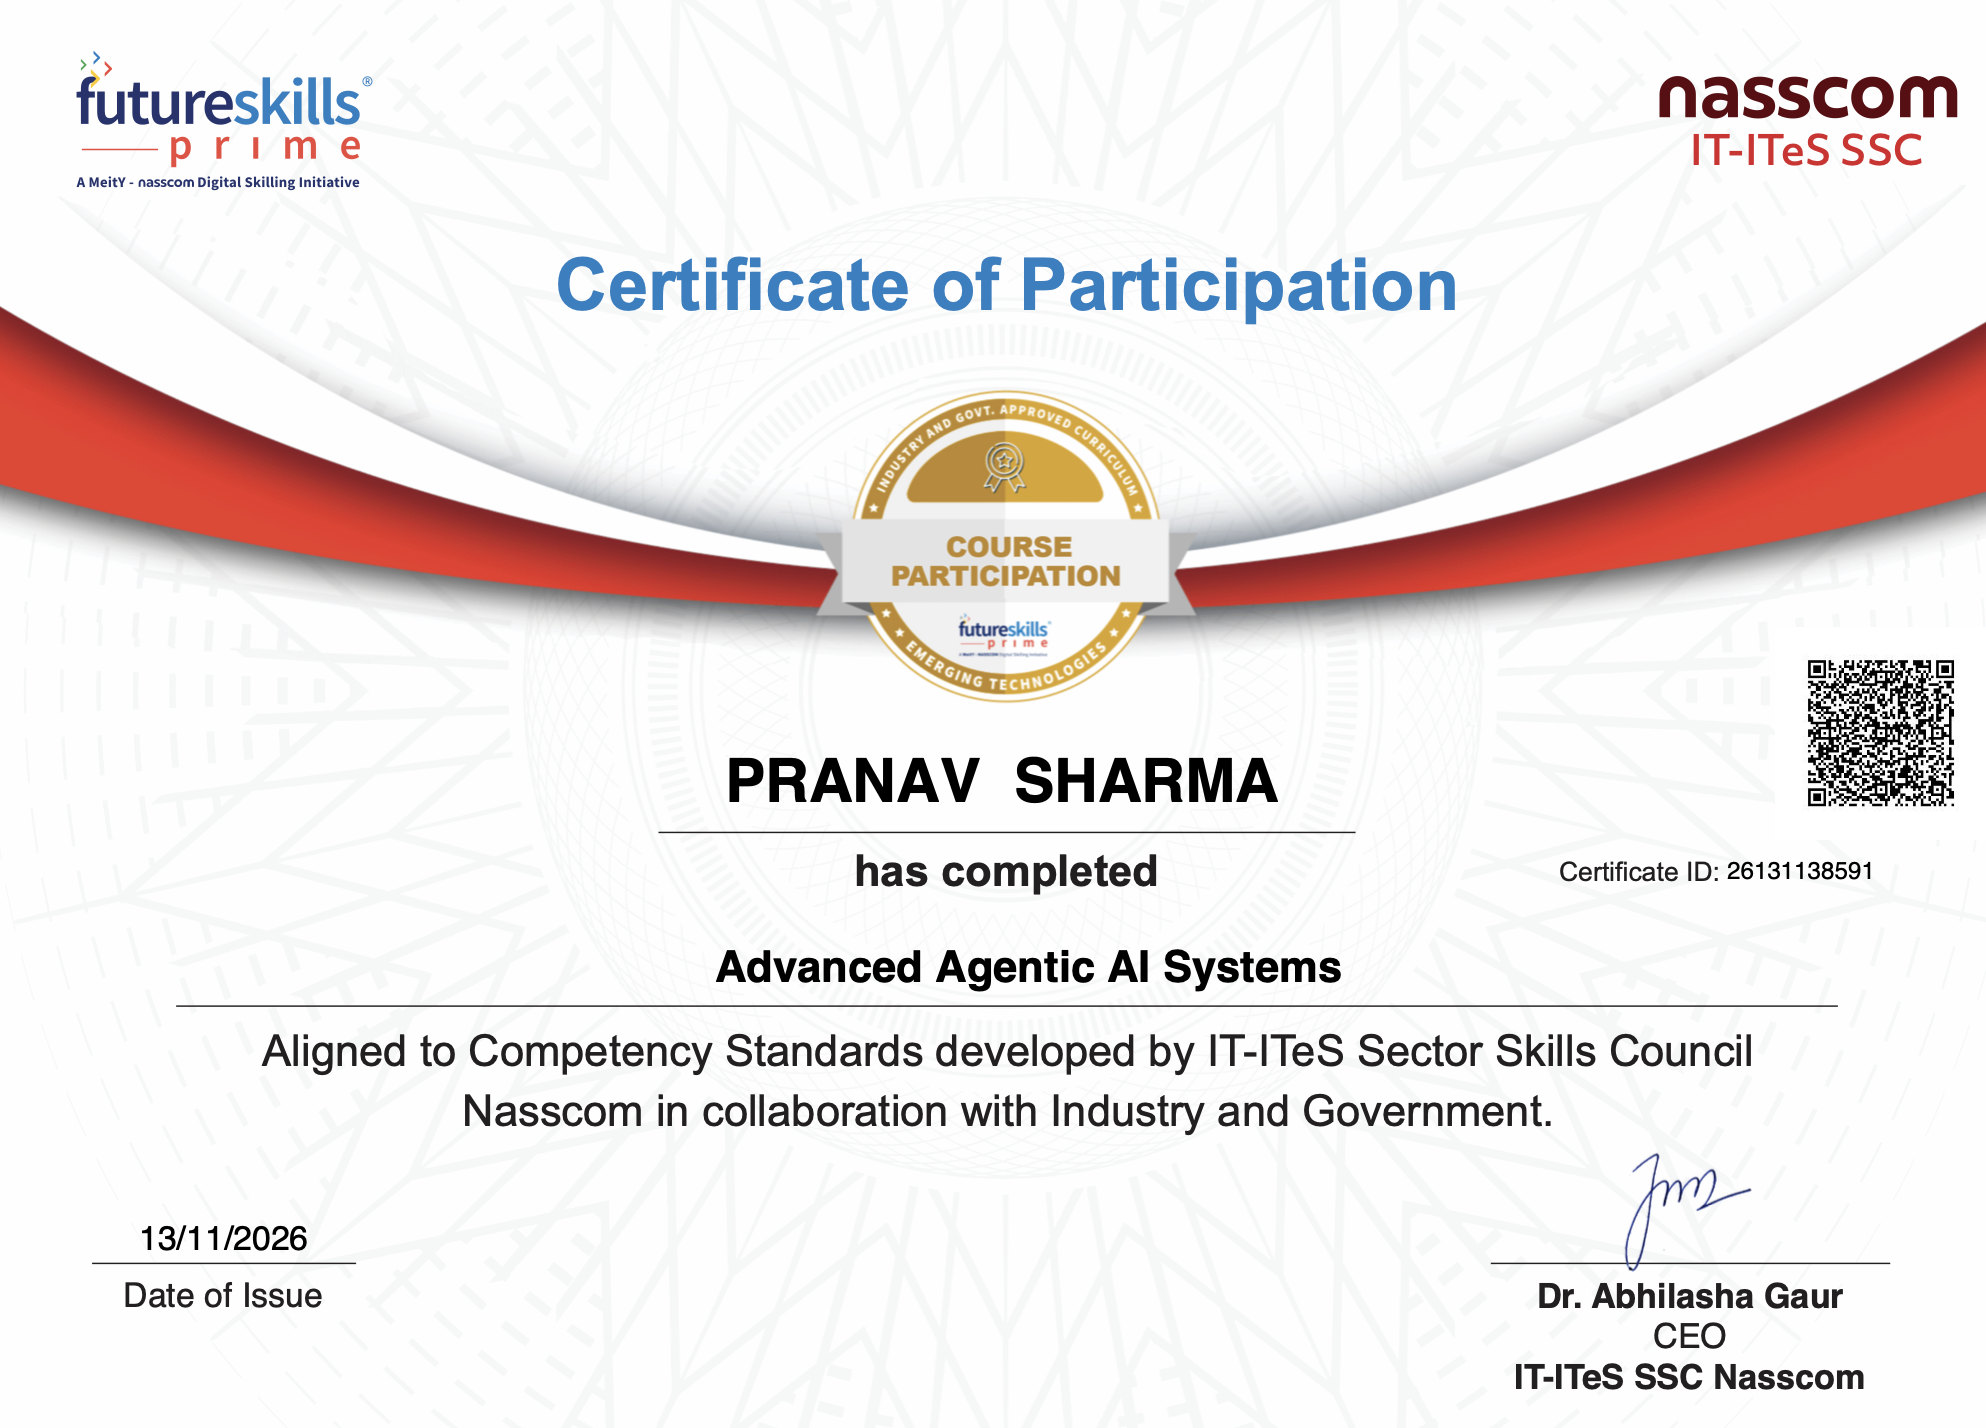 futureskills®
prime
A MeitY - nasscom Digital Skilling Initiative
nasscom
IT-ITeS SSC
Certificate of Participation
INDUSTRY AND GOVT. APPROVED CURRICULUM
COURSE
PARTICIPATION
futureskills
prime
EMERGING TECHNOLOGIES
PRANAV SHARMA
has completed
Certificate ID: 26131138591
Advanced Agentic AI Systems
Aligned to Competency Standards developed by IT-ITeS Sector Skills Council
Nasscom in collaboration with Industry and Government.
13/11/2026
Date of Issue
Dr. Abhilasha Gaur
CEO
IT-ITeS SSC Nasscom